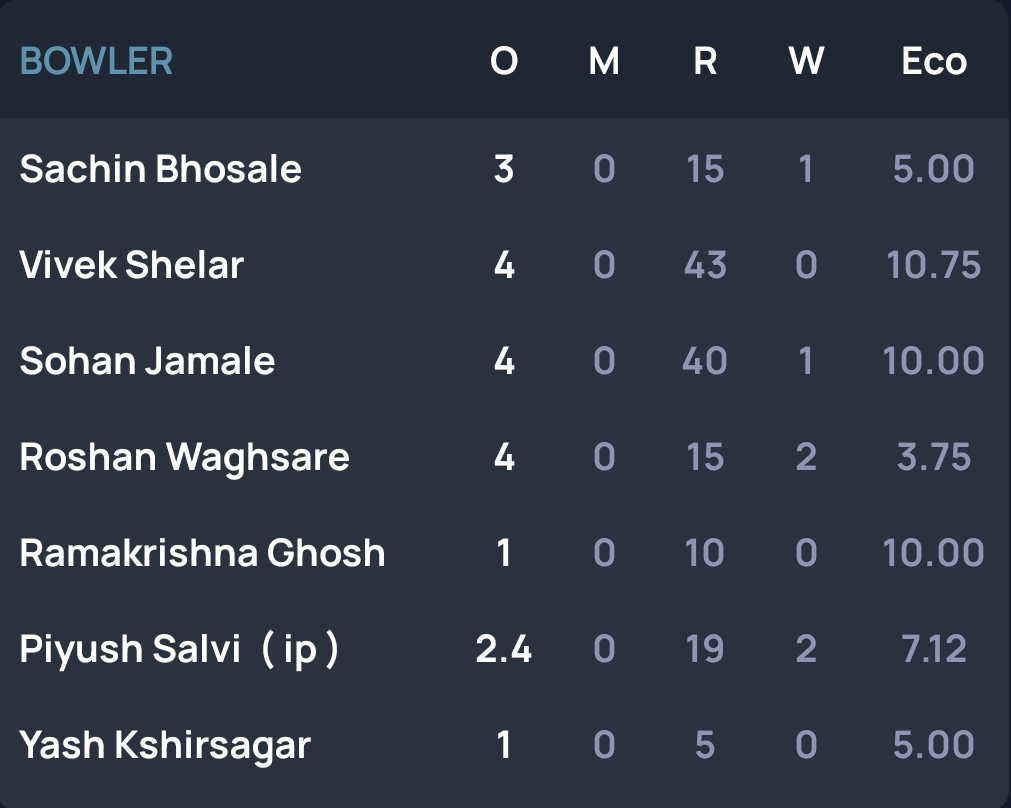 BOWLER O M R W Eco
Sachin Bhosale 3 0 15 1 5.00
Vivek Shelar 4 0 43 0 10.75
Sohan Jamale 4 0 40 1 10.00
Roshan Waghsare 4 0 15 2 3.75
Ramakrishna Ghosh 1 0 10 0 10.00
Piyush Salvi ( ip ) 2.4 0 19 2 7.12
Yash Kshirsagar 1 0 5 0 5.00